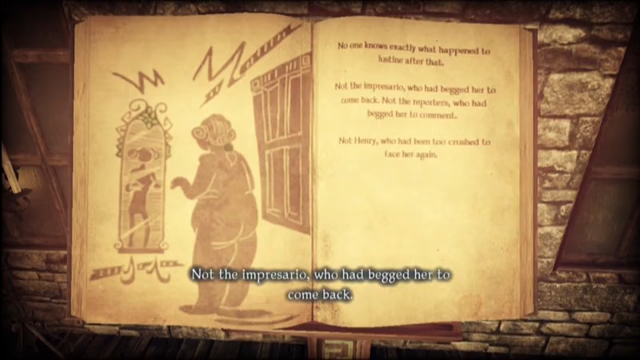 No one knows exactly what happened to
Justine after that.
Not the impresario, who had begged her to
come back. Not the reporters, who had
begged her to comment.
Not Henry, who had been too crushed to
face her again.
Not the impresario, who had begged her to
come back.